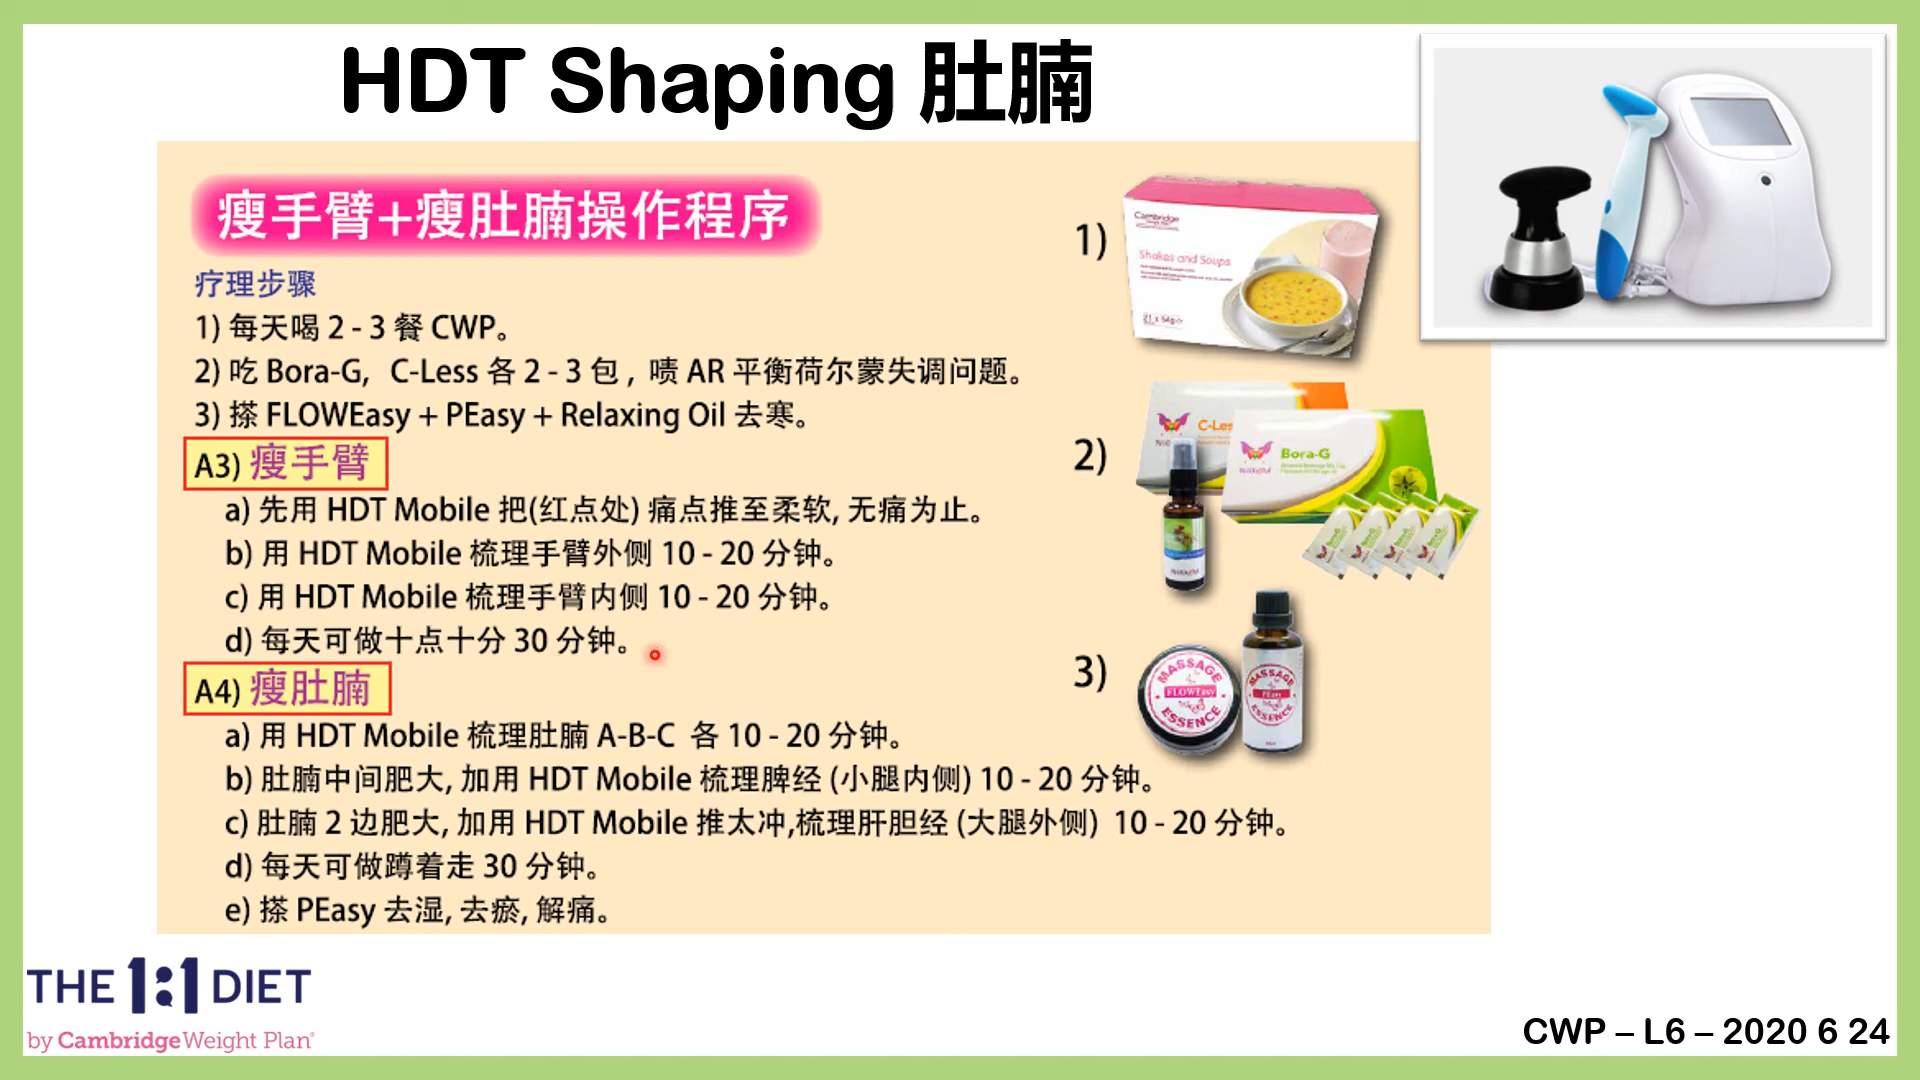 HDT Shaping 肚腩
瘦手臂+瘦肚腩操作程序
疗理步骤
1) 每天喝 2 - 3 餐 CWP。
2) 吃 Bora-G, C-Less 各 2 - 3 包, 喷 AR 平衡荷尔蒙失调问题。
3) 搽 FLOWEasy + PEasy + Relaxing Oil 去寒。
A3) 瘦手臂
a) 先用 HDT Mobile 把(红点处) 痛点推至柔软, 无痛为止。
b) 用 HDT Mobile 梳理手臂外侧 10 - 20 分钟。
c) 用 HDT Mobile 梳理手臂内侧 10 - 20 分钟。
d) 每天可做十点十分 30 分钟。
A4) 瘦肚腩
a) 用 HDT Mobile 梳理肚腩 A-B-C 各 10 - 20 分钟。
b) 肚腩中间肥大, 加用 HDT Mobile 梳理脾经 (小腿内侧) 10 - 20 分钟。
c) 肚腩 2 边肥大, 加用 HDT Mobile 推太冲,梳理肝胆经 (大腿外侧) 10 - 20 分钟。
d) 每天可做蹲着走 30 分钟。
e) 搽 PEasy 去湿, 去瘀, 解痛。
1)
Cambridge
Shakes and Soups
21 x 54g
2)
C-Les
Bora-G
3)
MASSAGE
FLOWEasy
ESSENCE
MASSAGE
PEasy
ESSENCE
THE 1:1 DIET
by Cambridge Weight Plan
CWP – L6 – 2020 6 24